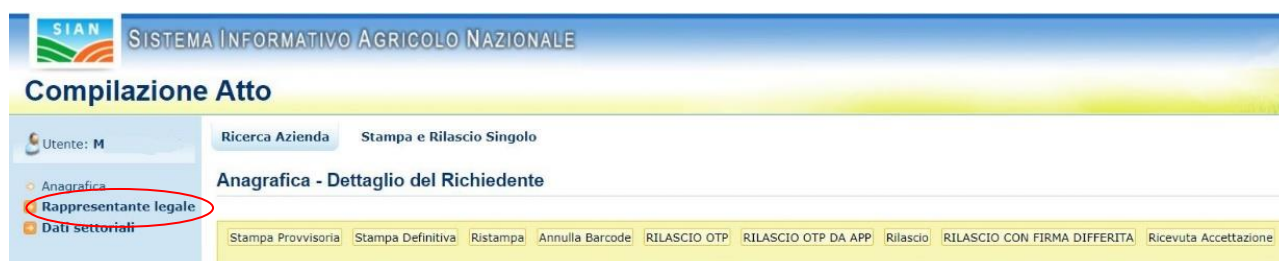 SIAN
SISTEMA INFORMATIVO AGRICOLO NAZIONALE
Compilazione Atto
Utente: M
Ricerca Azienda Stampa e Rilascio Singolo
Anagrafica
Anagrafica - Dettaglio del Richiedente
Rappresentante legale
Dati settoriali
Stampa Provvisoria Stampa Definitiva Ristampa Annulla Barcode RILASCIO OTP RILASCIO OTP DA APP Rilascio RILASCIO CON FIRMA DIFFERITA Ricevuta Accettazione